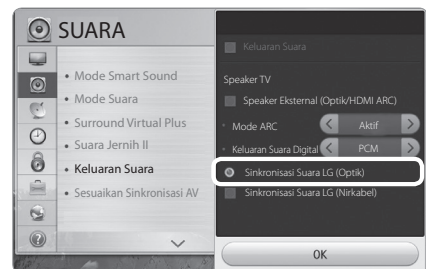 SUARA
• Mode Smart Sound
• Mode Suara
• Surround Virtual Plus
• Suara Jernih II
• Keluaran Suara
• Sesuaikan Sinkronisasi AV
Keluaran Suara
Speaker TV
Speaker Eksternal (Optik/HDMI ARC)
• Mode ARC < Aktif >
• Keluaran Suara Digital < PCM >
Sinkronisasi Suara LG (Optik)
Sinkronisasi Suara LG (Nirkabel)
OK